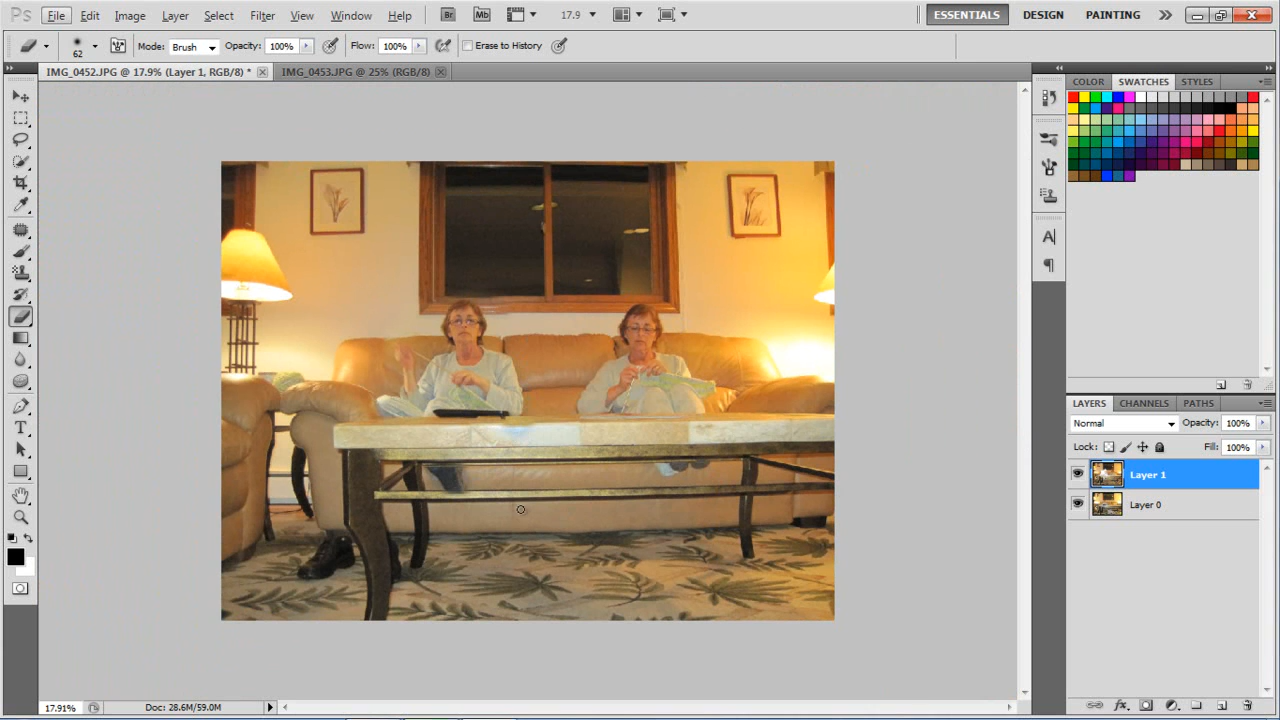 Ps File Edit Image Layer Select Filter View Window Help Br Mb 17.9 ESSENTIALS DESIGN PAINTING
62 Mode: Brush Opacity: 100% Flow: 100% Erase to History
IMG_0452.JPG @ 17.9% (Layer 1, RGB/8) * IMG_0453.JPG @ 25% (RGB/8)
COLOR SWATCHES STYLES
LAYERS CHANNELS PATHS
Normal Opacity: 100%
Lock: Fill: 100%
Layer 1
Layer 0
17.91% Doc: 28.6M/59.0M